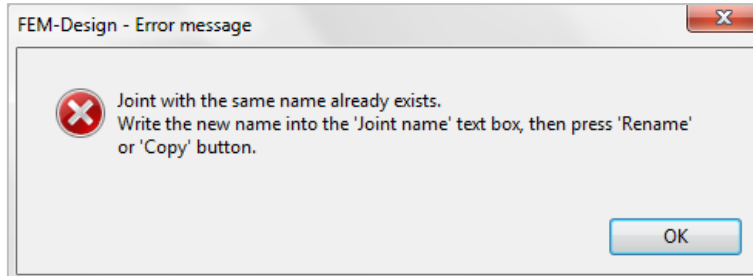 FEM-Design - Error message
Joint with the same name already exists.
Write the new name into the 'Joint name' text box, then press 'Rename'
or 'Copy' button.
OK